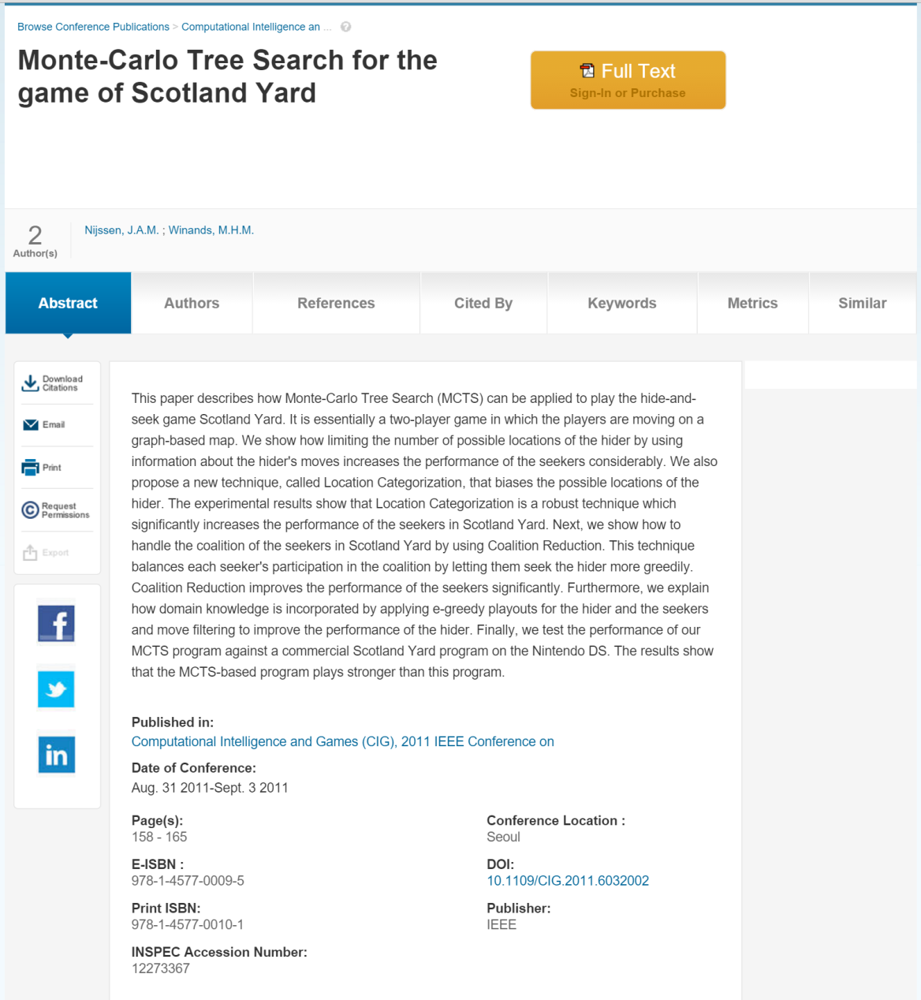 Browse Conference Publications > Computational Intelligence an ... ?
Monte-Carlo Tree Search for the
game of Scotland Yard
Full Text
Sign-In or Purchase
2
Author(s)
Nijssen, J.A.M. ; Winands, M.H.M.
Abstract
Authors
References
Cited By
Keywords
Metrics
Similar
Download
Citations
Email
Print
Request
Permissions
Export
This paper describes how Monte-Carlo Tree Search (MCTS) can be applied to play the hide-and-
seek game Scotland Yard. It is essentially a two-player game in which the players are moving on a
graph-based map. We show how limiting the number of possible locations of the hider by using
information about the hider's moves increases the performance of the seekers considerably. We also
propose a new technique, called Location Categorization, that biases the possible locations of the
hider. The experimental results show that Location Categorization is a robust technique which
significantly increases the performance of the seekers in Scotland Yard. Next, we show how to
handle the coalition of the seekers in Scotland Yard by using Coalition Reduction. This technique
balances each seeker's participation in the coalition by letting them seek the hider more greedily.
Coalition Reduction improves the performance of the seekers significantly. Furthermore, we explain
how domain knowledge is incorporated by applying e-greedy playouts for the hider and the seekers
and move filtering to improve the performance of the hider. Finally, we test the performance of our
MCTS program against a commercial Scotland Yard program on the Nintendo DS. The results show
that the MCTS-based program plays stronger than this program.
Published in:
Computational Intelligence and Games (CIG), 2011 IEEE Conference on
Date of Conference:
Aug. 31 2011-Sept. 3 2011
Page(s):
158 - 165
Conference Location :
Seoul
E-ISBN :
978-1-4577-0009-5
DOI:
10.1109/CIG.2011.6032002
Print ISBN:
978-1-4577-0010-1
Publisher:
IEEE
INSPEC Accession Number:
12273367